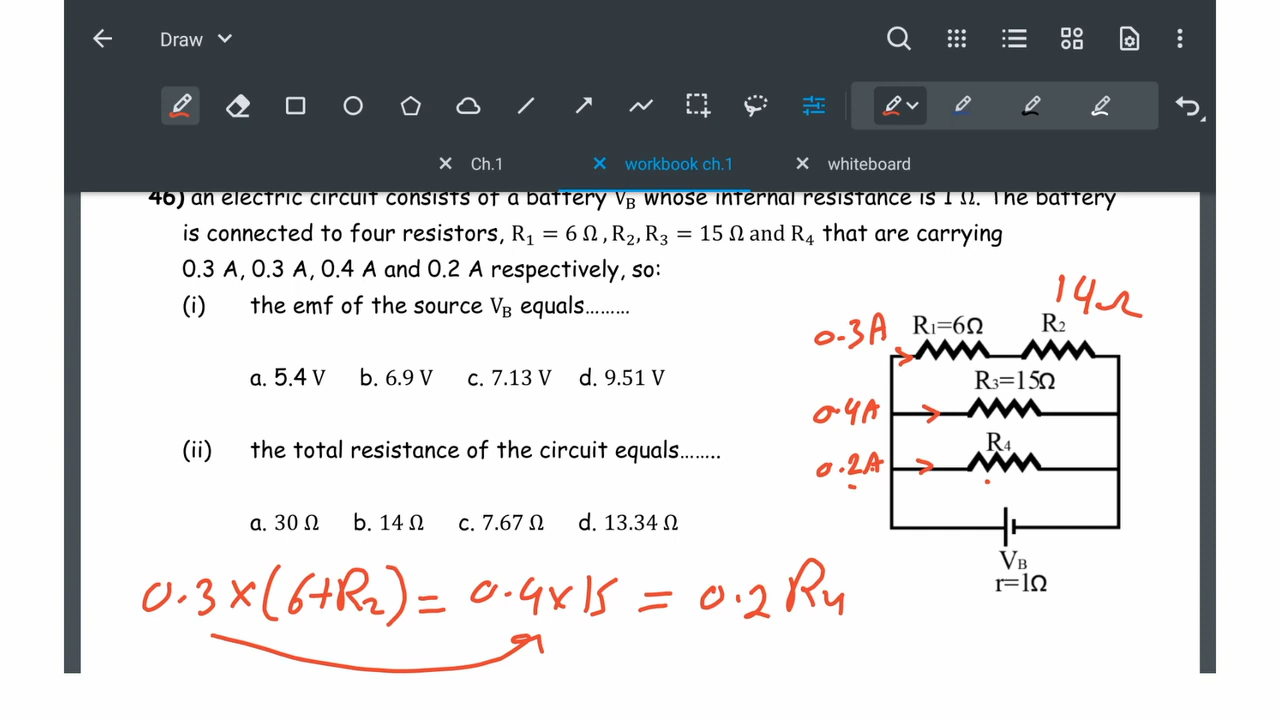 Draw
Ch.1
workbook ch.1
whiteboard
46) an electric circuit consists of a battery V_B whose internal resistance is 1 Ω. The battery
is connected to four resistors, R₁ = 6 Ω , R₂, R₃ = 15 Ω and R₄ that are carrying
0.3 A, 0.3 A, 0.4 A and 0.2 A respectively, so:
(i) the emf of the source V_B equals.........
a. 5.4 V b. 6.9 V c. 7.13 V d. 9.51 V
(ii) the total resistance of the circuit equals........
a. 30 Ω b. 14 Ω c. 7.67 Ω d. 13.34 Ω
14Ω
0.3A R₁=6Ω R₂
R₃=15Ω
0.4A
R₄
0.2A
V_B
r=1Ω
0.3×(6+R₂) = 0.4×15 = 0.2 R₄